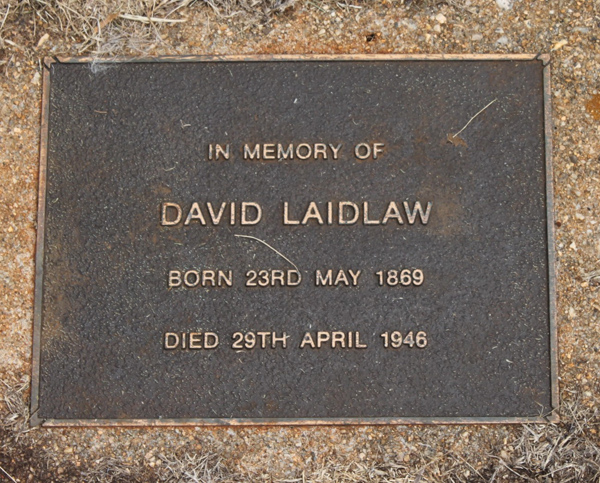 IN MEMORY OF
DAVID LAIDLAW
BORN 23RD MAY 1869
DIED 29TH APRIL 1946